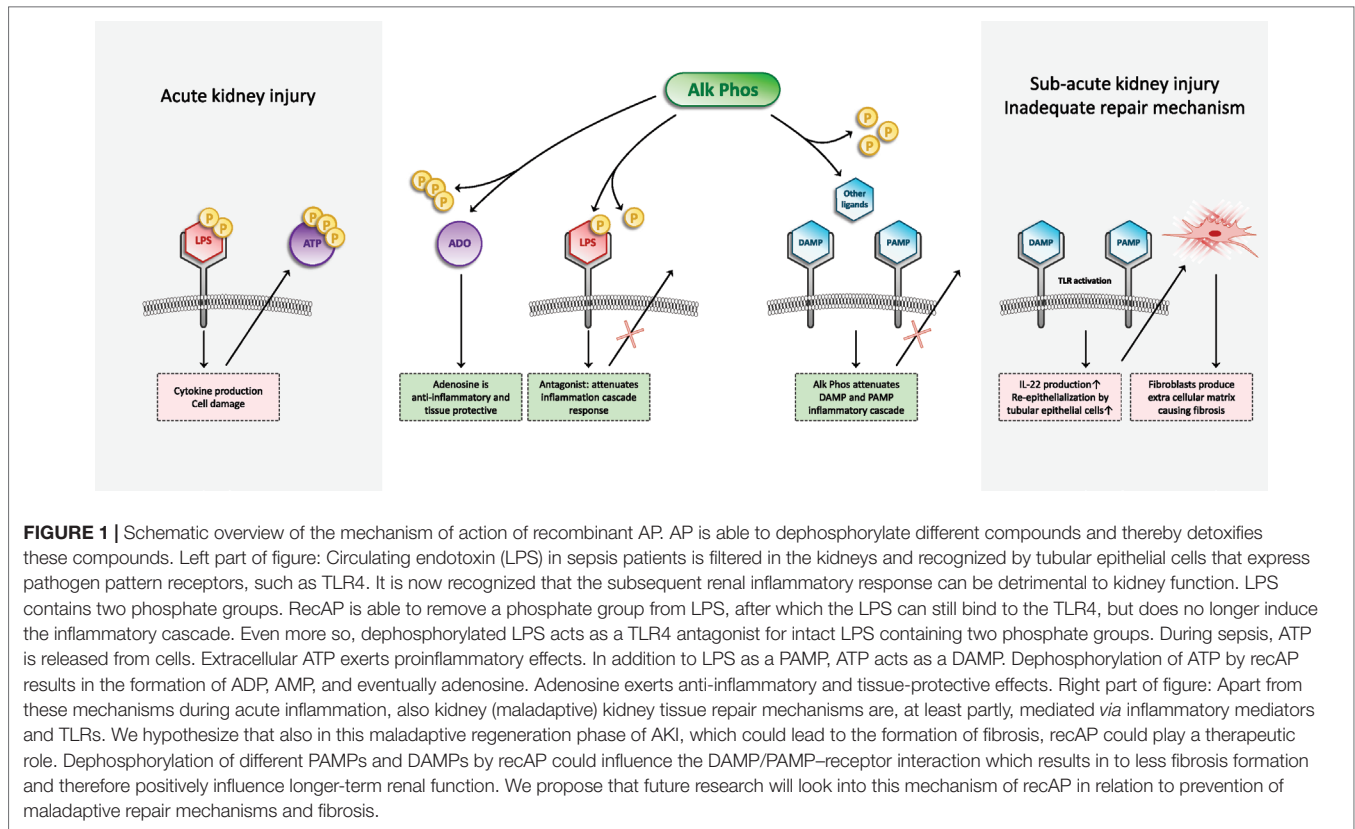 Acute kidney injury
Alk Phos
Sub-acute kidney injury
Inadequate repair mechanism
P
P
LPS
P
P
P
ATP
P
P
P
ADO
P
LPS
P
P
P
P
Other
ligands
DAMP
PAMP
DAMP
PAMP
TLR activation
Cytokine production
Cell damage
Adenosine is
anti-inflammatory and
tissue protective
Antagonist: attenuates
inflammation cascade
response
Alk Phos attenuates
DAMP and PAMP
inflammatory cascade
IL-22 production↑
Re-epithelialization by
tubular epithelial cells↑
Fibroblasts produce
extra cellular matrix
causing fibrosis
FIGURE 1 | Schematic overview of the mechanism of action of recombinant AP. AP is able to dephosphorylate different compounds and thereby detoxifies
these compounds. Left part of figure: Circulating endotoxin (LPS) in sepsis patients is filtered in the kidneys and recognized by tubular epithelial cells that express
pathogen pattern receptors, such as TLR4. It is now recognized that the subsequent renal inflammatory response can be detrimental to kidney function. LPS
contains two phosphate groups. RecAP is able to remove a phosphate group from LPS, after which the LPS can still bind to the TLR4, but does no longer induce
the inflammatory cascade. Even more so, dephosphorylated LPS acts as a TLR4 antagonist for intact LPS containing two phosphate groups. During sepsis, ATP
is released from cells. Extracellular ATP exerts proinflammatory effects. In addition to LPS as a PAMP, ATP acts as a DAMP. Dephosphorylation of ATP by recAP
results in the formation of ADP, AMP, and eventually adenosine. Adenosine exerts anti-inflammatory and tissue-protective effects. Right part of figure: Apart from
these mechanisms during acute inflammation, also kidney (maladaptive) kidney tissue repair mechanisms are, at least partly, mediated via inflammatory mediators
and TLRs. We hypothesize that also in this maladaptive regeneration phase of AKI, which could lead to the formation of fibrosis, recAP could play a therapeutic
role. Dephosphorylation of different PAMPs and DAMPs by recAP could influence the DAMP/PAMP–receptor interaction which results in to less fibrosis formation
and therefore positively influence longer-term renal function. We propose that future research will look into this mechanism of recAP in relation to prevention of
maladaptive repair mechanisms and fibrosis.